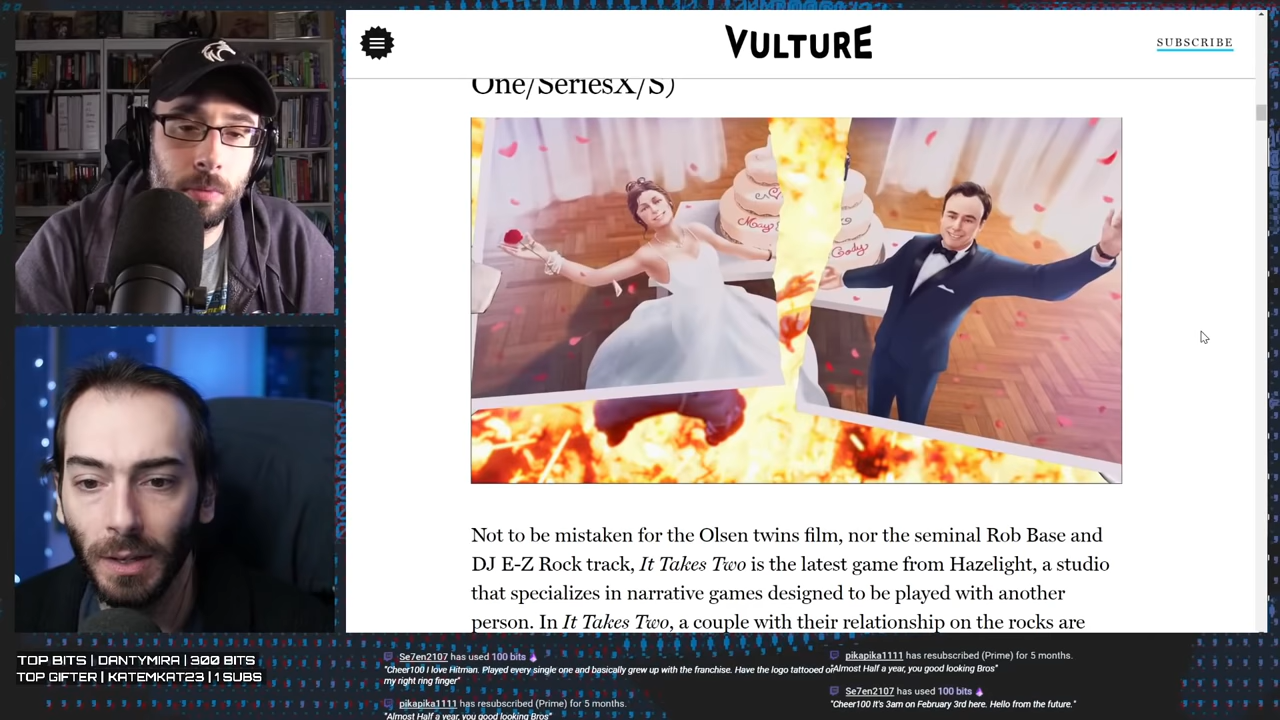 VULTURE
SUBSCRIBE
One/SeriesX/S)
May
Cody
Not to be mistaken for the Olsen twins film, nor the seminal Rob Base and
DJ E-Z Rock track, It Takes Two is the latest game from Hazelight, a studio
that specializes in narrative games designed to be played with another
person. In It Takes Two, a couple with their relationship on the rocks are
TOP BITS | DANTYMIRA | 300 BITS
TOP GIFTER | KATEMKAT23 | 1 SUBS
Se7en2107 has used 100 bits
"Cheer100 I love Hitman. Played every single one and basically grew up with the franchise. Have the logo tattooed on
my right ring finger"
pikapika1111 has resubscribed (Prime) for 5 months.
"Almost Half a year, you good looking Bros"
pikapika1111 has resubscribed (Prime) for 5 months.
"Almost Half a year, you good looking Bros"
Se7en2107 has used 100 bits
"Cheer100 It's 3am on February 3rd here. Hello from the future."